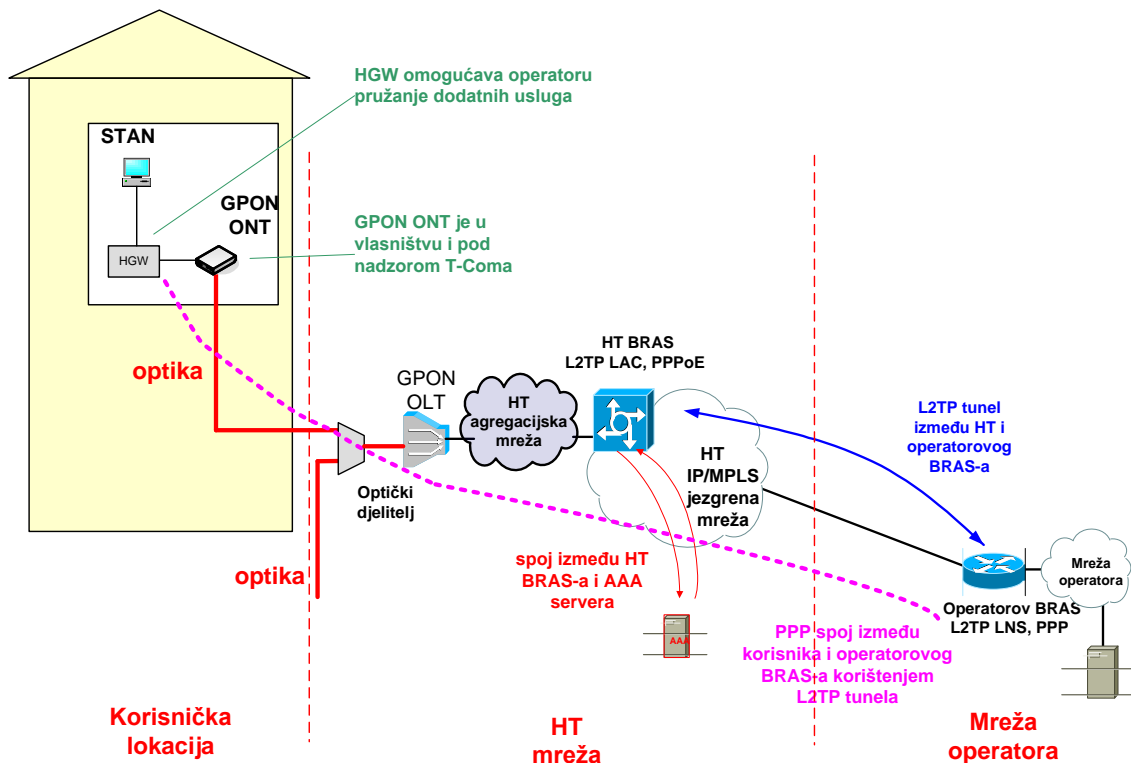 HGW omogućava operatoru
pružanje dodatnih usluga
STAN
GPON
ONT
HGW
GPON ONT je u
vlasništvu i pod
nadzorom T-Coma
optika
HT BRAS
L2TP LAC, PPPoE
GPON
OLT
HT
agregacijska
mreža
L2TP tunel
između HT i
operatorovog
BRAS-a
HT
IP/MPLS
jezgrena
mreža
Optički
djelitelj
optika
spoj između HT
BRAS-a i AAA
servera
AAA
Mreža
operatora
Operatorov BRAS
L2TP LNS, PPP
PPP spoj između
korisnika i operatorovog
BRAS-a korištenjem
L2TP tunela
Korisnička
lokacija
HT
mreža
Mreža
operatora